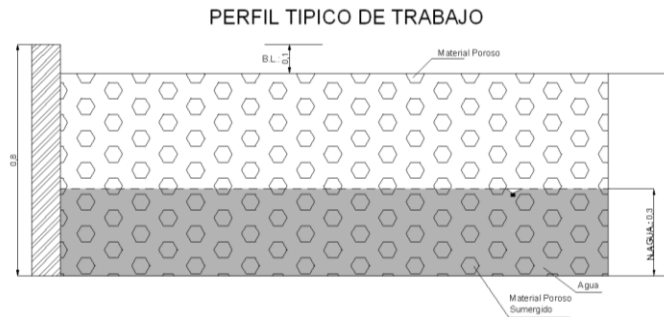 PERFIL TIPICO DE TRABAJO
B.L.: 0,1
Material Poroso
0,8
N.AGUA: 0,3
Agua
Material Poroso
Sumergido